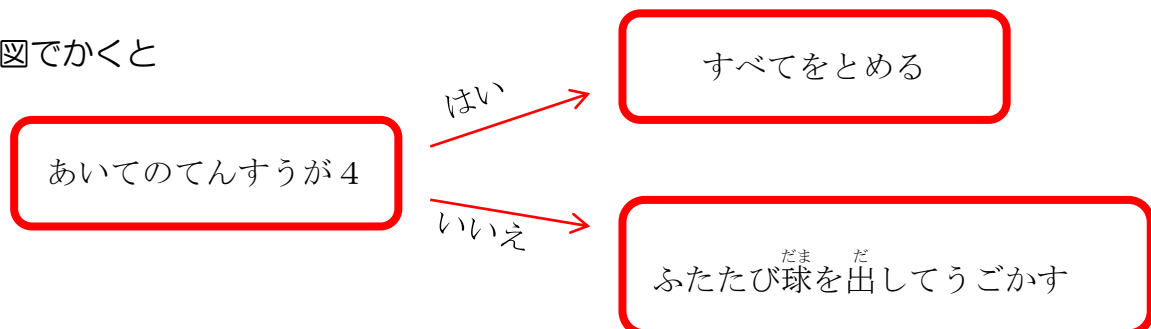 図でかくと
すべてをとめる
はい
あいてのてんすうが４
いいえ
ふたたび球を出してうごかす
だま だ